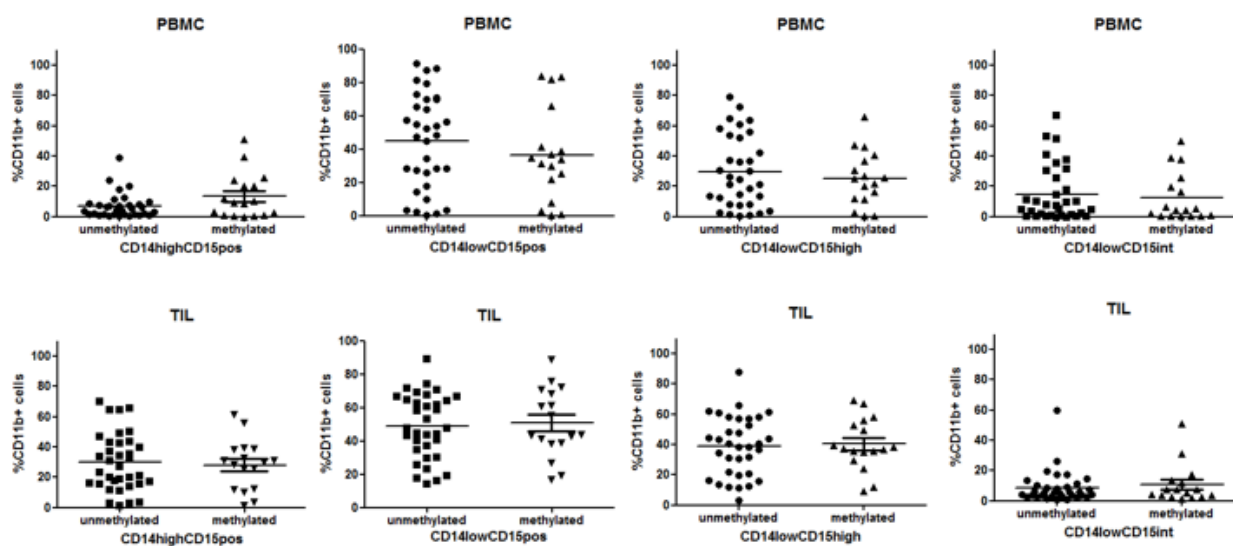 PBMC
%CD11b+ cells
100
80
60
40
20
0
unmethylated methylated
CD14highCD15pos
PBMC
%CD11b+ cells
100
80
60
40
20
0
unmethylated methylated
CD14lowCD15pos
PBMC
%CD11b+ cells
100
80
60
40
20
0
unmethylated methylated
CD14lowCD15high
PBMC
%CD11b+ cells
100
80
60
40
20
0
unmethylated methylated
CD14lowCD15int
TIL
%CD11b+ cells
100
80
60
40
20
0
unmethylated methylated
CD14highCD15pos
TIL
%CD11b+ cells
100
80
60
40
20
0
unmethylated methylated
CD14lowCD15pos
TIL
%CD11b+ cells
100
80
60
40
20
0
unmethylated methylated
CD14lowCD15high
TIL
%CD11b+ cells
100
80
60
40
20
0
unmethylated methylated
CD14lowCD15int